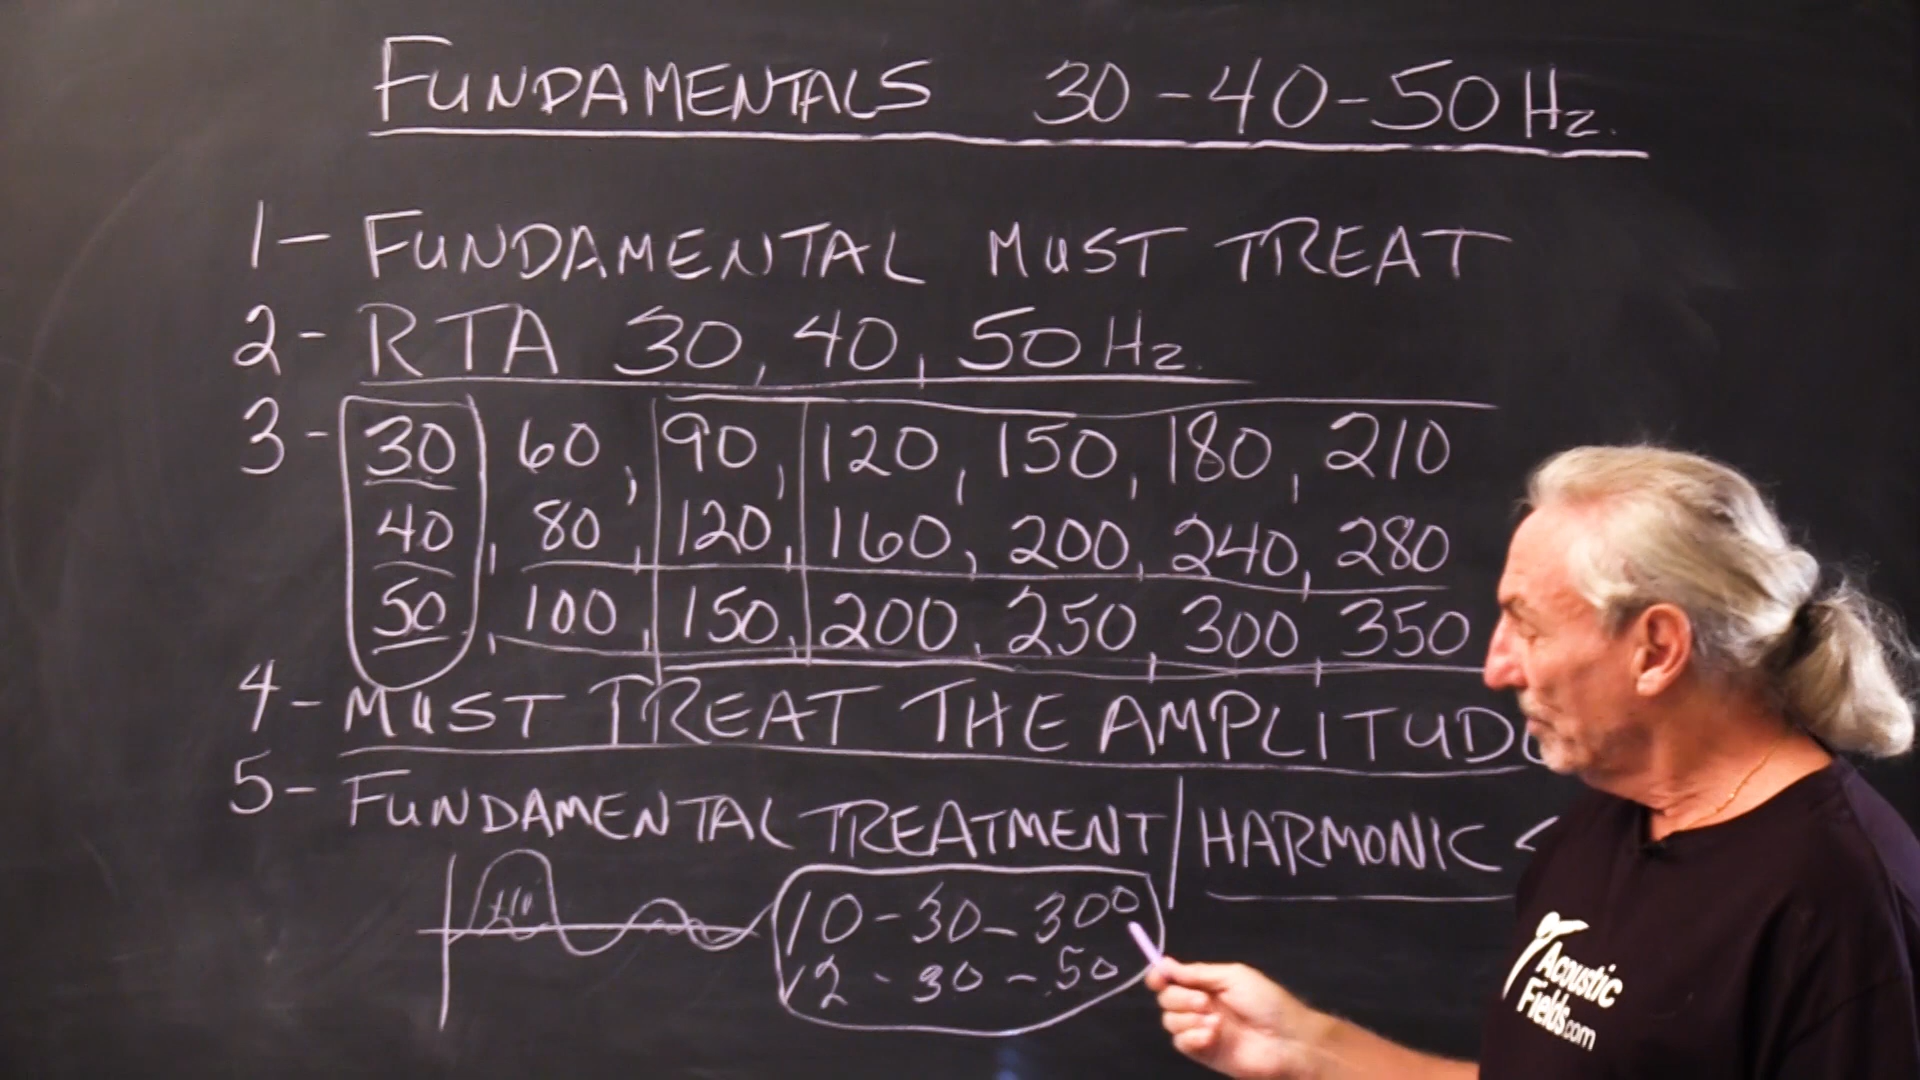 FUNDAMENTALS 30-40-50 Hz.
1- FUNDAMENTAL MUST TREAT
2- RTA 30, 40, 50 Hz.
3- 30, 60, 90, 120, 150, 180, 210
40, 80, 120, 160, 200, 240, 280
50, 100, 150, 200, 250, 300, 350
4- MUST TREAT THE AMPLITUD
5- FUNDAMENTAL TREATMENT / HARMONIC <
10-30-300
12-30-50
Acoustic
Fields.com